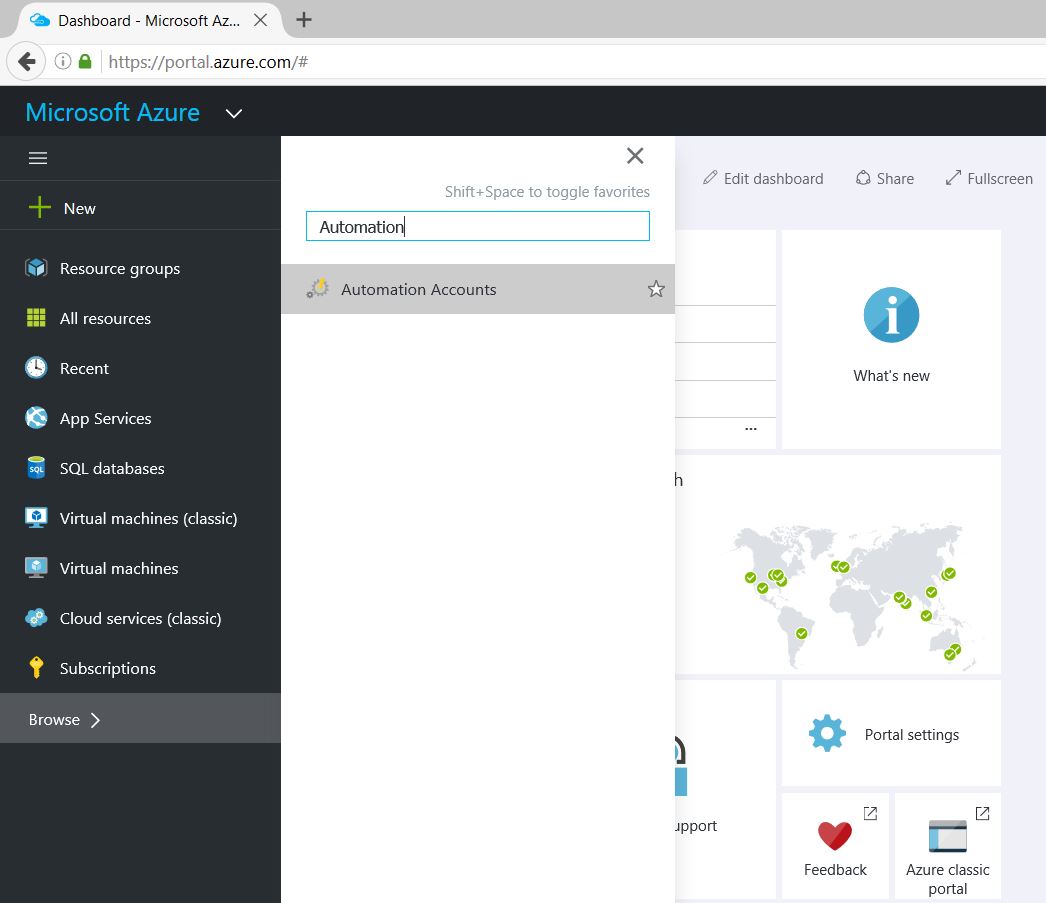 Dashboard - Microsoft Az...
https://portal.azure.com/#
Microsoft Azure
New
Resource groups
All resources
Recent
App Services
SQL
SQL databases
Virtual machines (classic)
Virtual machines
Cloud services (classic)
Subscriptions
Browse
Shift+Space to toggle favorites
Automation
Automation Accounts
Edit dashboard
Share
Fullscreen
What's new
...
h
Portal settings
upport
Feedback
Azure classic
portal